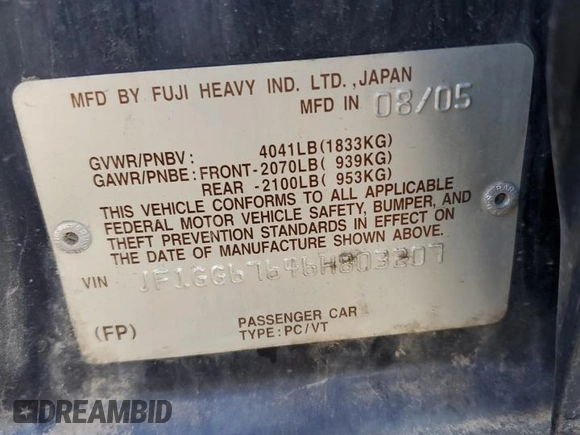 MFD BY FUJI HEAVY IND. LTD., JAPAN
MFD IN 08/05
GVWR/PNBV: 4041LB(1833KG)
GAWR/PNBE: FRONT-2070LB( 939KG)
REAR -2100LB( 953KG)
THIS VEHICLE CONFORMS TO ALL APPLICABLE
FEDERAL MOTOR VEHICLE SAFETY, BUMPER, AND
THEFT PREVENTION STANDARDS IN EFFECT ON
THE DATE OF MANUFACTURE SHOWN ABOVE.
VIN JF1GG67646H803207
(FP) PASSENGER CAR
TYPE: PC/VT
DREAMBID